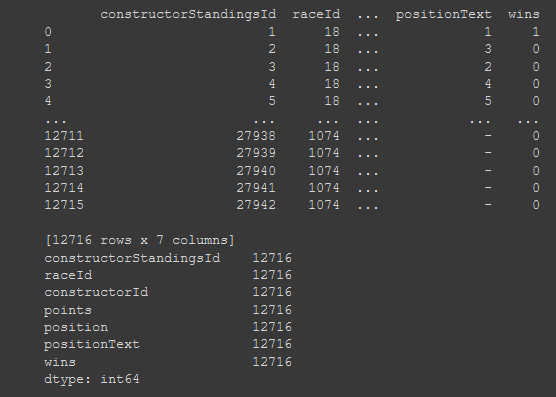 constructorStandingsId raceId ... positionText wins
0 1 18 ... 1 1
1 2 18 ... 3 0
2 3 18 ... 2 0
3 4 18 ... 4 0
4 5 18 ... 5 0
... ... ... ... ... ...
12711 27938 1074 ... - 0
12712 27939 1074 ... - 0
12713 27940 1074 ... - 0
12714 27941 1074 ... - 0
12715 27942 1074 ... - 0
[12716 rows x 7 columns]
constructorStandingsId 12716
raceId 12716
constructorId 12716
points 12716
position 12716
positionText 12716
wins 12716
dtype: int64